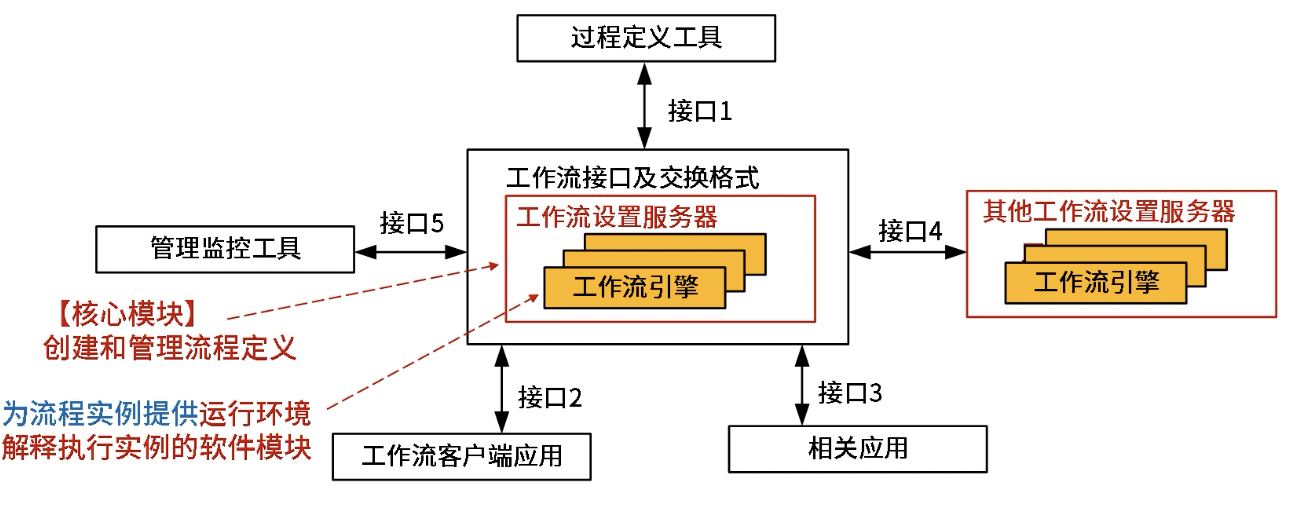 过程定义工具
接口1
工作流接口及交换格式
工作流设置服务器
工作流引擎
接口5
管理监控工具
接口4
其他工作流设置服务器
工作流引擎
【核心模块】
创建和管理流程定义
为流程实例提供运行环境
解释执行实例的软件模块
接口2
接口3
工作流客户端应用
相关应用